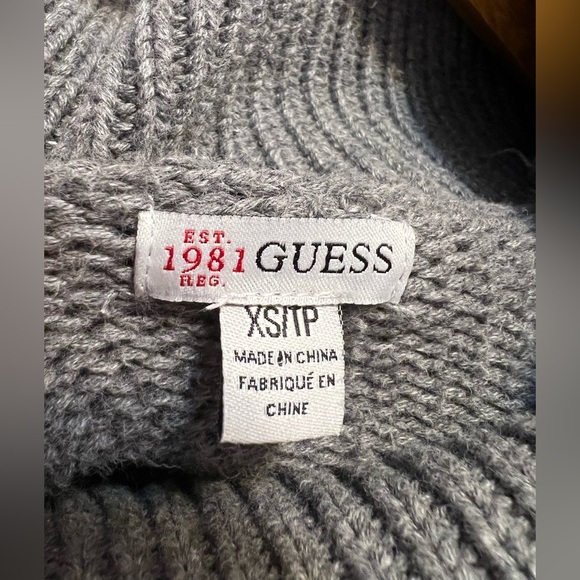 EST.
1981 GUESS
REG.
XS/TP
MADE IN CHINA
FABRIQUÉ EN
CHINE